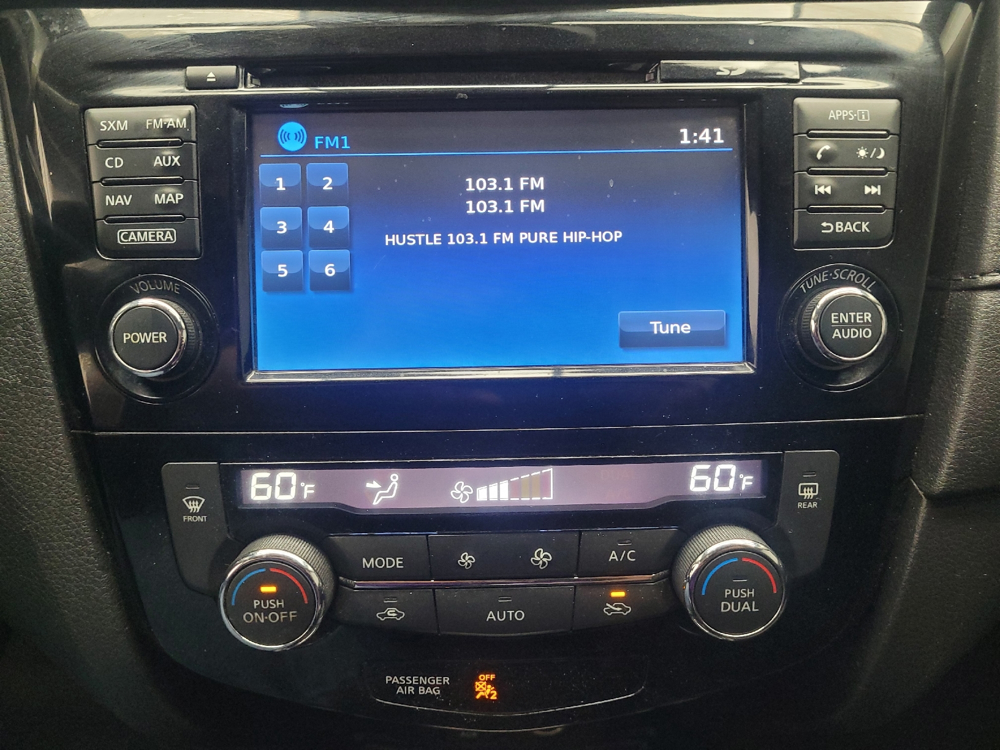 SD
SXM FM·AM
CD AUX
NAV MAP
CAMERA
VOLUME
POWER
FM1
1:41
1 2
3 4
5 6
103.1 FM
103.1 FM
HUSTLE 103.1 FM PURE HIP-HOP
Tune
APPS·i
BACK
TUNE·SCROLL
ENTER
AUDIO
60°F
60°F
FRONT
REAR
MODE
A/C
PUSH
ON·OFF
AUTO
PUSH
DUAL
PASSENGER
AIR BAG
OFF
2